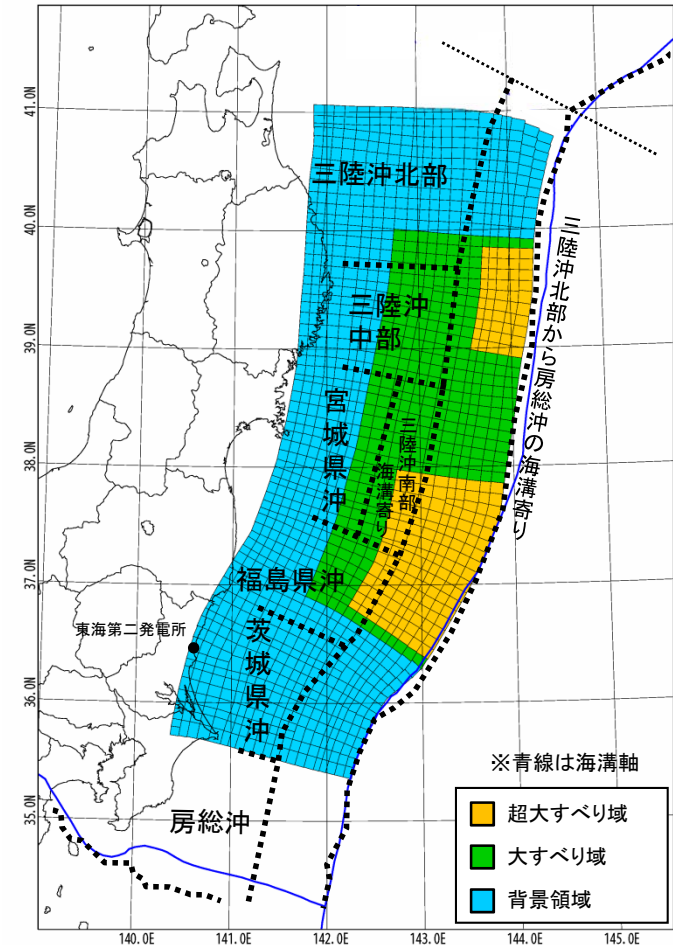 41.0N
40.0N
39.0N
38.0N
37.0N
36.0N
35.0N
三陸沖北部
三陸沖
中部
宮城県沖
三陸沖南部
海溝寄り
三陸沖北部から房総沖の海溝寄り
福島県沖
茨城県沖
東海第二発電所
房総沖
※青線は海溝軸
超大すべり域
大すべり域
背景領域
140.0E
141.0E
142.0E
143.0E
144.0E
145.0E